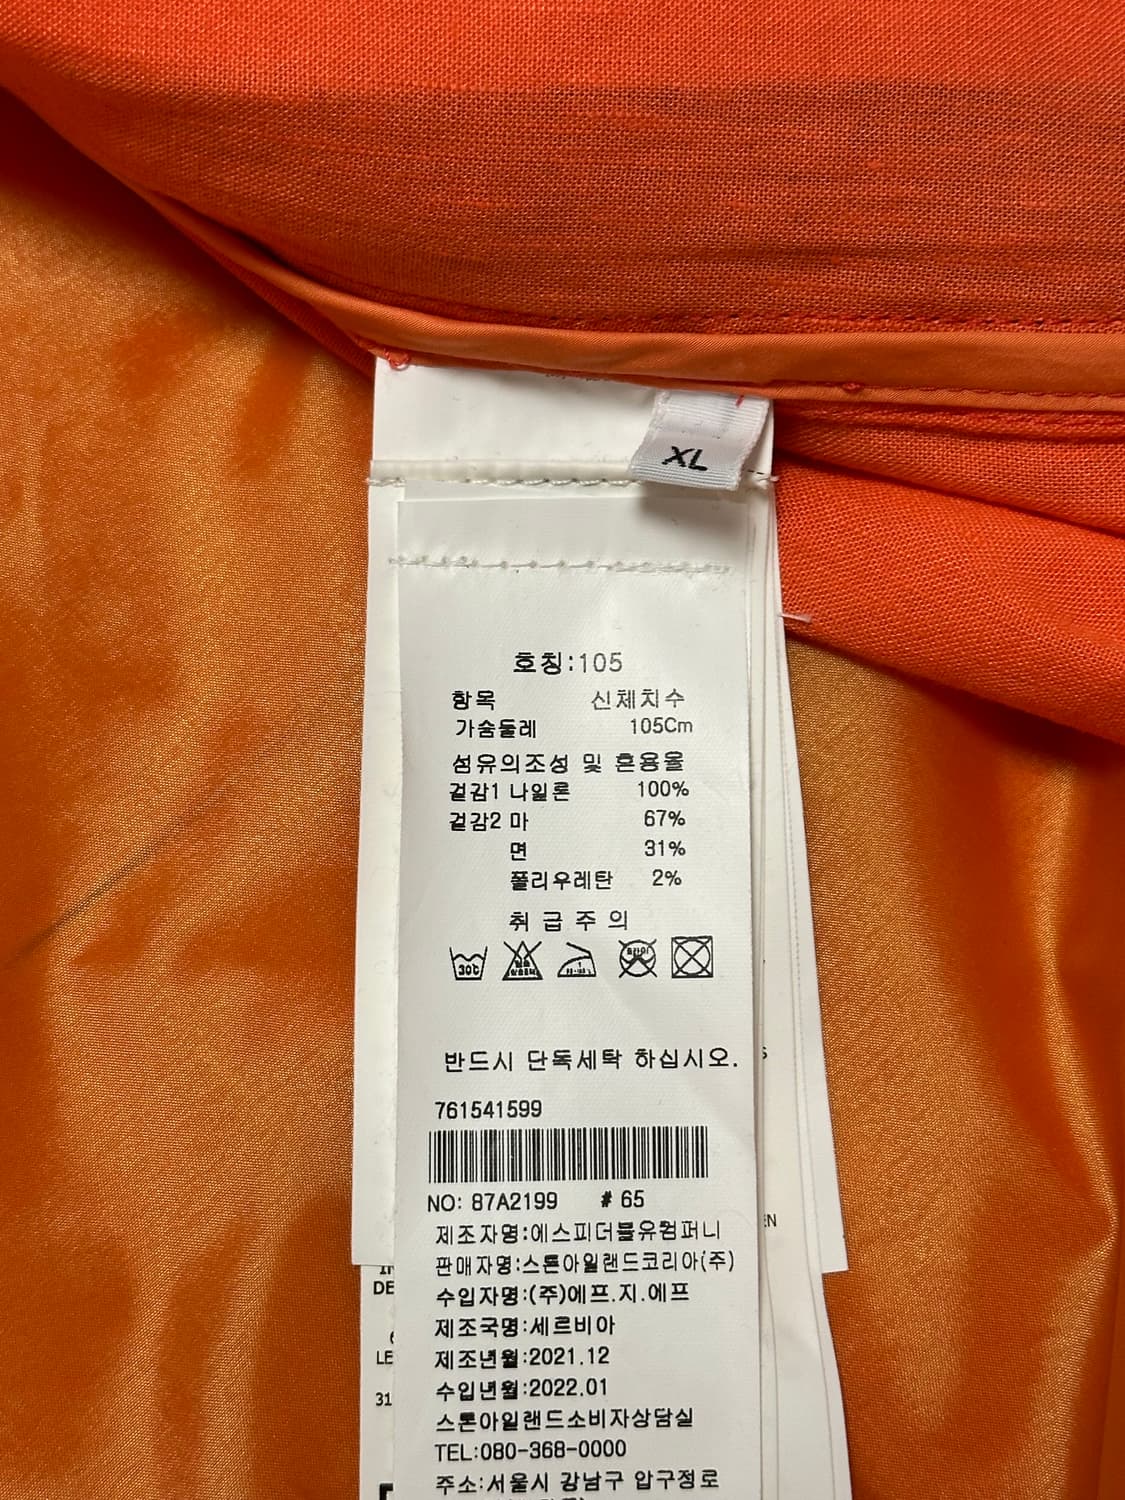 XL
호칭:105
항목 신체치수
가슴둘레 105Cm
섬유의조성 및 혼용율
겉감1 나일론 100%
겉감2 마 67%
면 31%
폴리우레탄 2%
취급주의
반드시 단독세탁 하십시오.
761541599
NO: 87A2199 # 65
제조자명:에스피더블유컴퍼니
판매자명:스톤아일랜드코리아(주)
수입자명:(주)에프.지.에프
제조국명:세르비아
제조년월:2021.12
수입년월:2022.01
스톤아일랜드소비자상담실
TEL:080-368-0000
주소:서울시 강남구 압구정로
DE
LE
31
EN